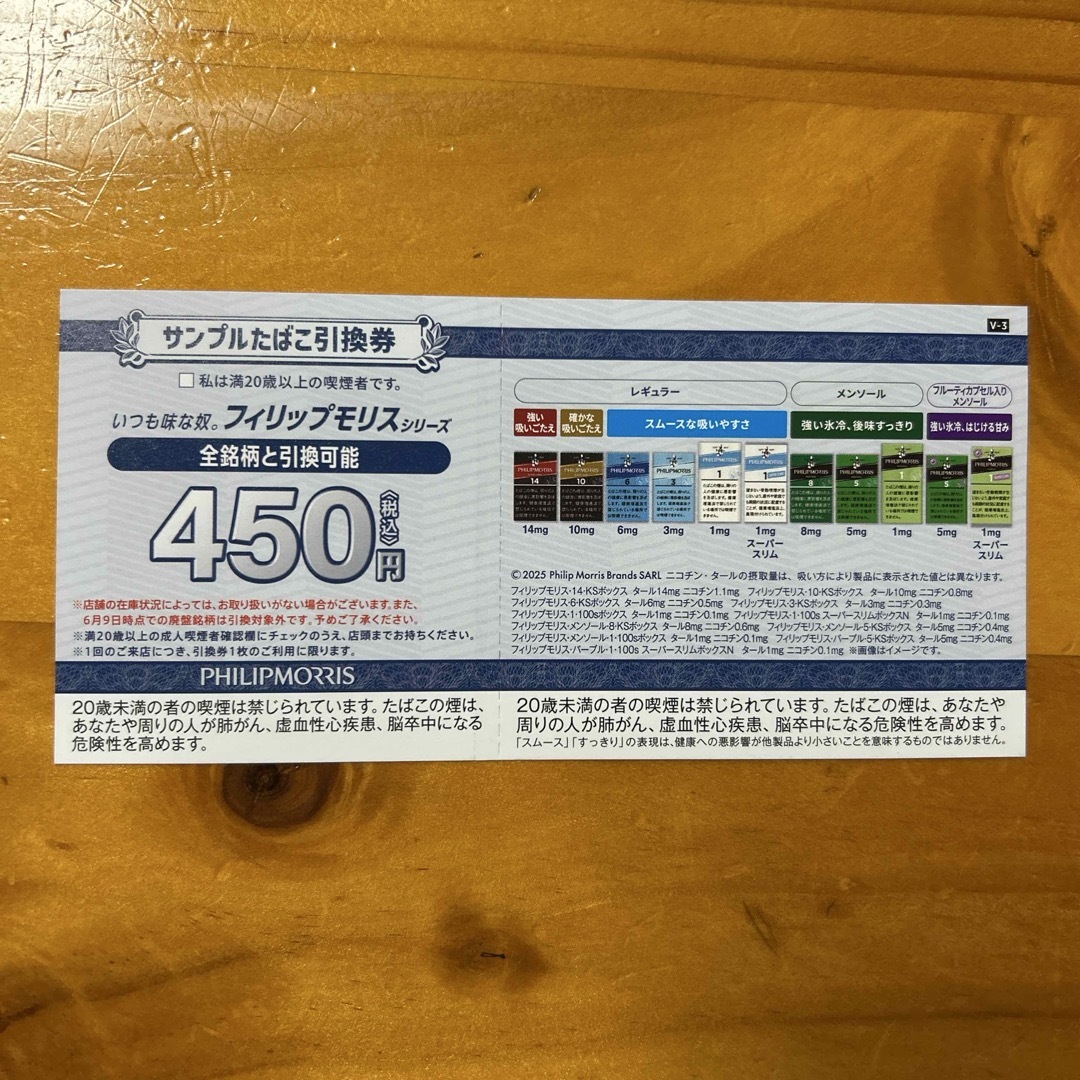 サンプルたばこ引換券
私は満20歳以上の喫煙者です。
いつも味な奴。フィリップモリスシリーズ
全銘柄と引換可能
450円〈税込〉
※店舗の在庫状況によっては、お取り扱いがない場合がございます。また、
6月9日時点での廃盤銘柄は引換対象外です。予めご了承ください。
※満20歳以上の成人喫煙者確認欄にチェックのうえ、店頭までお持ちください。
※1回のご来店につき、引換券1枚のご利用に限ります。
PHILIPMORRIS
20歳未満の者の喫煙は禁じられています。たばこの煙は、
あなたや周りの人が肺がん、虚血性心疾患、脳卒中になる
危険性を高めます。
V-3
レギュラー
メンソール
フルーティカプセル入り
メンソール
強い
吸いごたえ
確かな
吸いごたえ
スムースな吸いやすさ
強い氷冷、後味すっきり
強い氷冷、はじける甘み
PHILIPMORRIS
14
PHILIPMORRIS
10
PHILIPMORRIS
6
PHILIPMORRIS
3
PHILIPMORRIS
1
PHILIPMORRIS
1
PHILIPMORRIS
8
PHILIPMORRIS
5
PHILIPMORRIS
1
PHILIPMORRIS
5
PHILIPMORRIS
1
14mg
10mg
6mg
3mg
1mg
1mg
スーパー
スリム
8mg
5mg
1mg
5mg
1mg
スーパー
スリム
©2025 Philip Morris Brands SARL ニコチン・タールの摂取量は、吸い方により製品に表示された値とは異なります。
フィリップモリス・14・KSボックス タール14mg ニコチン1.1mg フィリップモリス・10・KSボックス タール10mg ニコチン0.8mg
フィリップモリス・6・KSボックス タール6mg ニコチン0.5mg フィリップモリス・3・KSボックス タール3mg ニコチン0.3mg
フィリップモリス・1・100sボックス タール1mg ニコチン0.1mg フィリップモリス・1・100s スーパースリムボックスN タール1mg ニコチン0.1mg
フィリップモリス・メンソール・8・KSボックス タール8mg ニコチン0.6mg フィリップモリス・メンソール・5・KSボックス タール5mg ニコチン0.4mg
フィリップモリス・メンソール・1・100sボックス タール1mg ニコチン0.1mg フィリップモリス・パープル・5・KSボックス タール5mg ニコチン0.4mg
フィリップモリス・パープル・1・100s スーパースリムボックスN タール1mg ニコチン0.1mg ※画像はイメージです。
20歳未満の者の喫煙は禁じられています。たばこの煙は、あなたや
周りの人が肺がん、虚血性心疾患、脳卒中になる危険性を高めます。
「スムース」「すっきり」の表現は、健康への悪影響が他製品より小さいことを意味するものではありません。